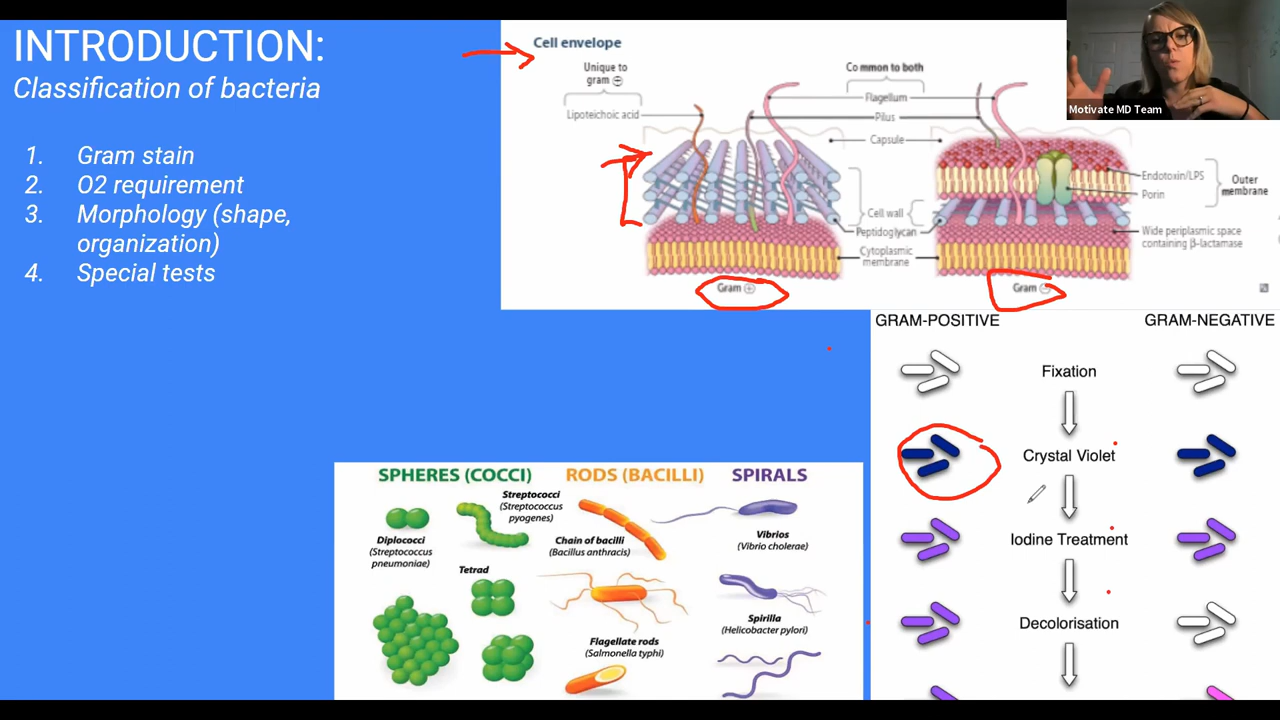 INTRODUCTION:
Classification of bacteria
1. Gram stain
2. O2 requirement
3. Morphology (shape,
organization)
4. Special tests
Cell envelope
Unique to
gram ⊖
Lipoteichoic acid
Common to both
Flagellum
Pilus
Capsule
Cell wall
Peptidoglycan
Cytoplasmic
membrane
Endotoxin/LPS
Porin
Outer
membrane
Wide periplasmic space
containing β-lactamase
Gram ⊕
Gram ⊖
Motivate MD Team
GRAM-POSITIVE
GRAM-NEGATIVE
Fixation
Crystal Violet
Iodine Treatment
Decolorisation
SPHERES (COCCI)
RODS (BACILLI)
SPIRALS
Streptococci
(Streptococcus
pyogenes)
Diplococci
(Streptococcus
pneumoniae)
Tetrad
Chain of bacilli
(Bacillus anthracis)
Flagellate rods
(Salmonella typhi)
Vibrios
(Vibrio cholerae)
Spirilla
(Helicobacter pylori)